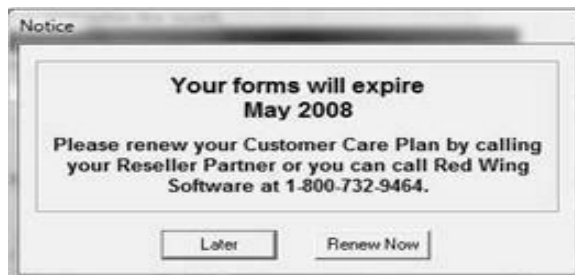 Notice
Your forms will expire
May 2008
Please renew your Customer Care Plan by calling
your Reseller Partner or you can call Red Wing
Software at 1-800-732-9464.
Later
Renew Now